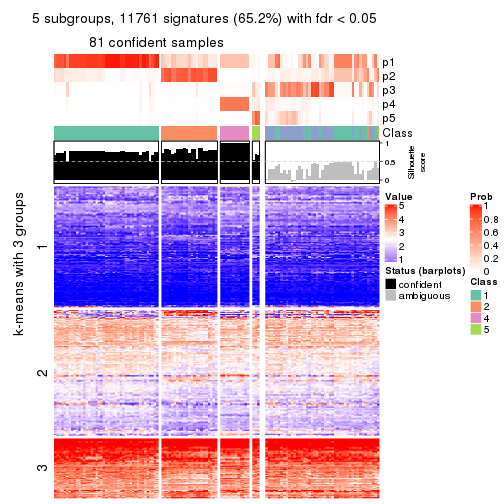 5 subgroups, 11761 signatures (65.2%) with fdr < 0.05
81 confident samples
p1
p2
p3
p4
p5
Class
1
0.5
0
Silhouette
score
k-means with 3 groups
1
2
3
Value
5
4
3
2
1
Status (barplots)
confident
ambiguous
Prob
1
0.8
0.6
0.4
0.2
0
Class
1
2
4
5